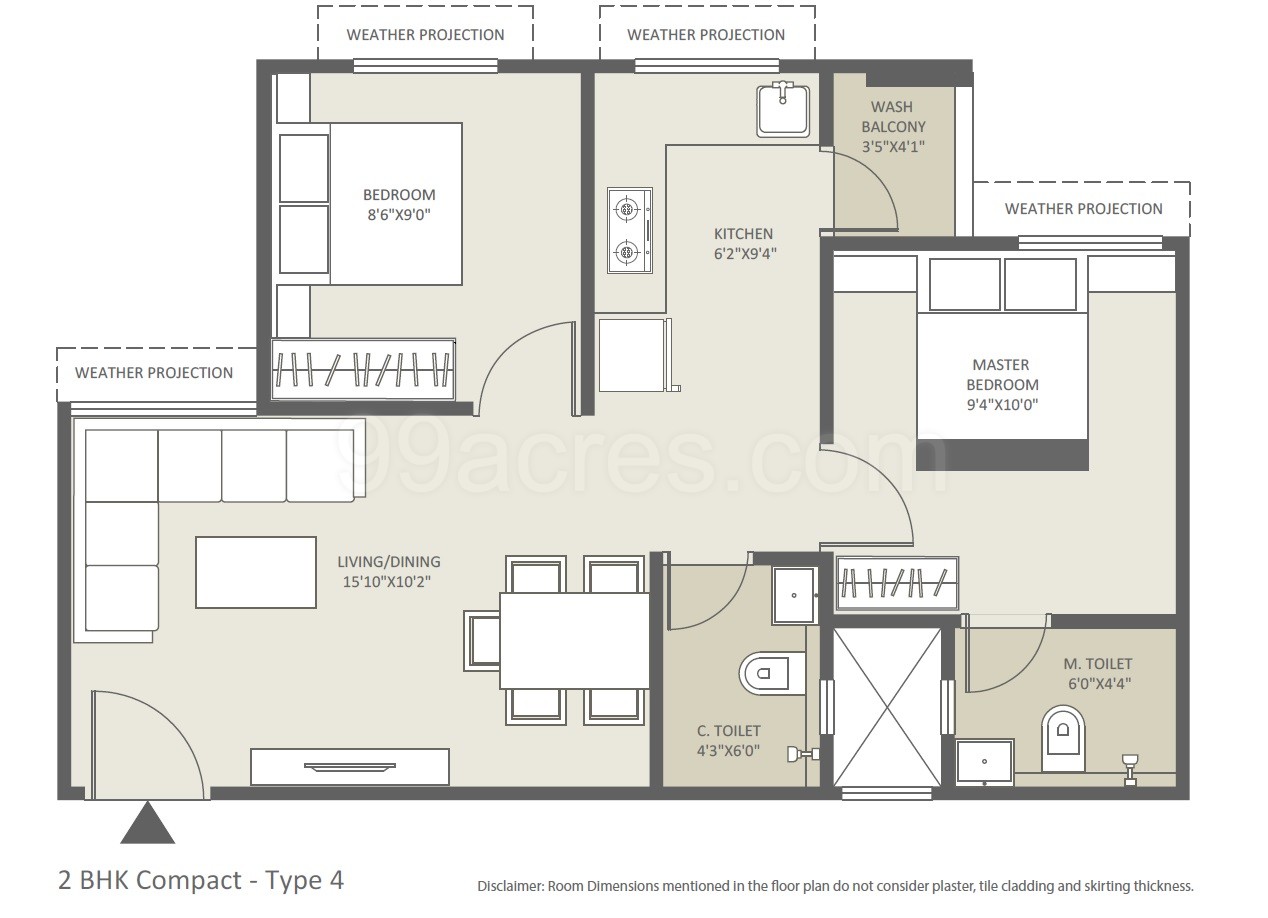 WEATHER PROJECTION
WEATHER PROJECTION
WASH
BALCONY
3'5"X4'1"
BEDROOM
8'6"X9'0"
WEATHER PROJECTION
KITCHEN
6'2"X9'4"
WEATHER PROJECTION
MASTER
BEDROOM
9'4"X10'0"
99acres.com
LIVING/DINING
15'10"X10'2"
M. TOILET
6'0"X4'4"
C. TOILET
4'3"X6'0"
2 BHK Compact - Type 4
Disclaimer: Room Dimensions mentioned in the floor plan do not consider plaster, tile cladding and skirting thickness.